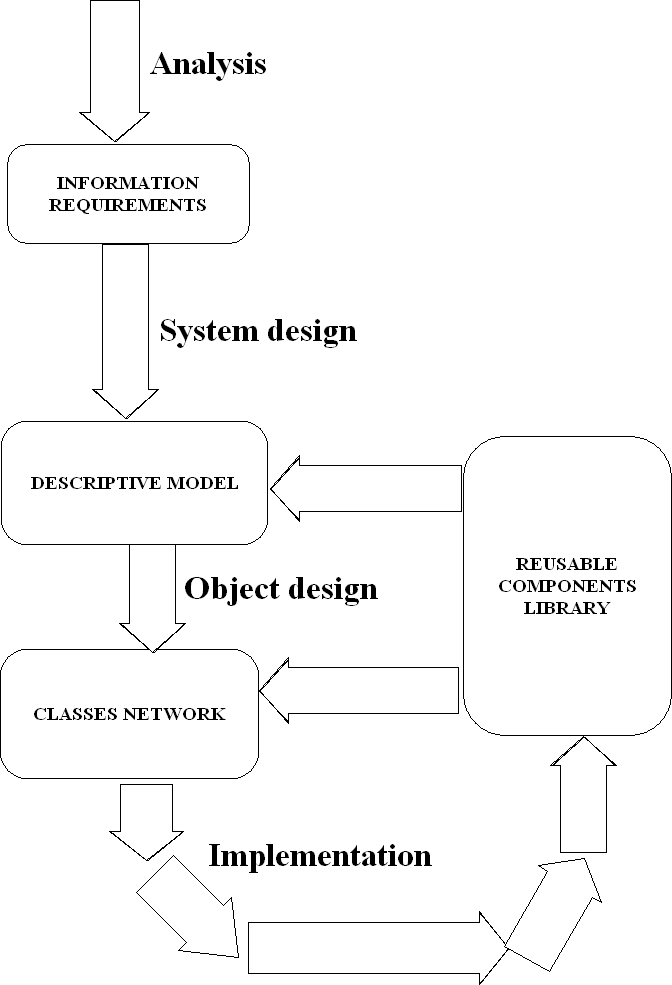 Analysis
INFORMATION
REQUIREMENTS
System design
DESCRIPTIVE MODEL
REUSABLE
COMPONENTS
LIBRARY
Object design
CLASSES NETWORK
Implementation